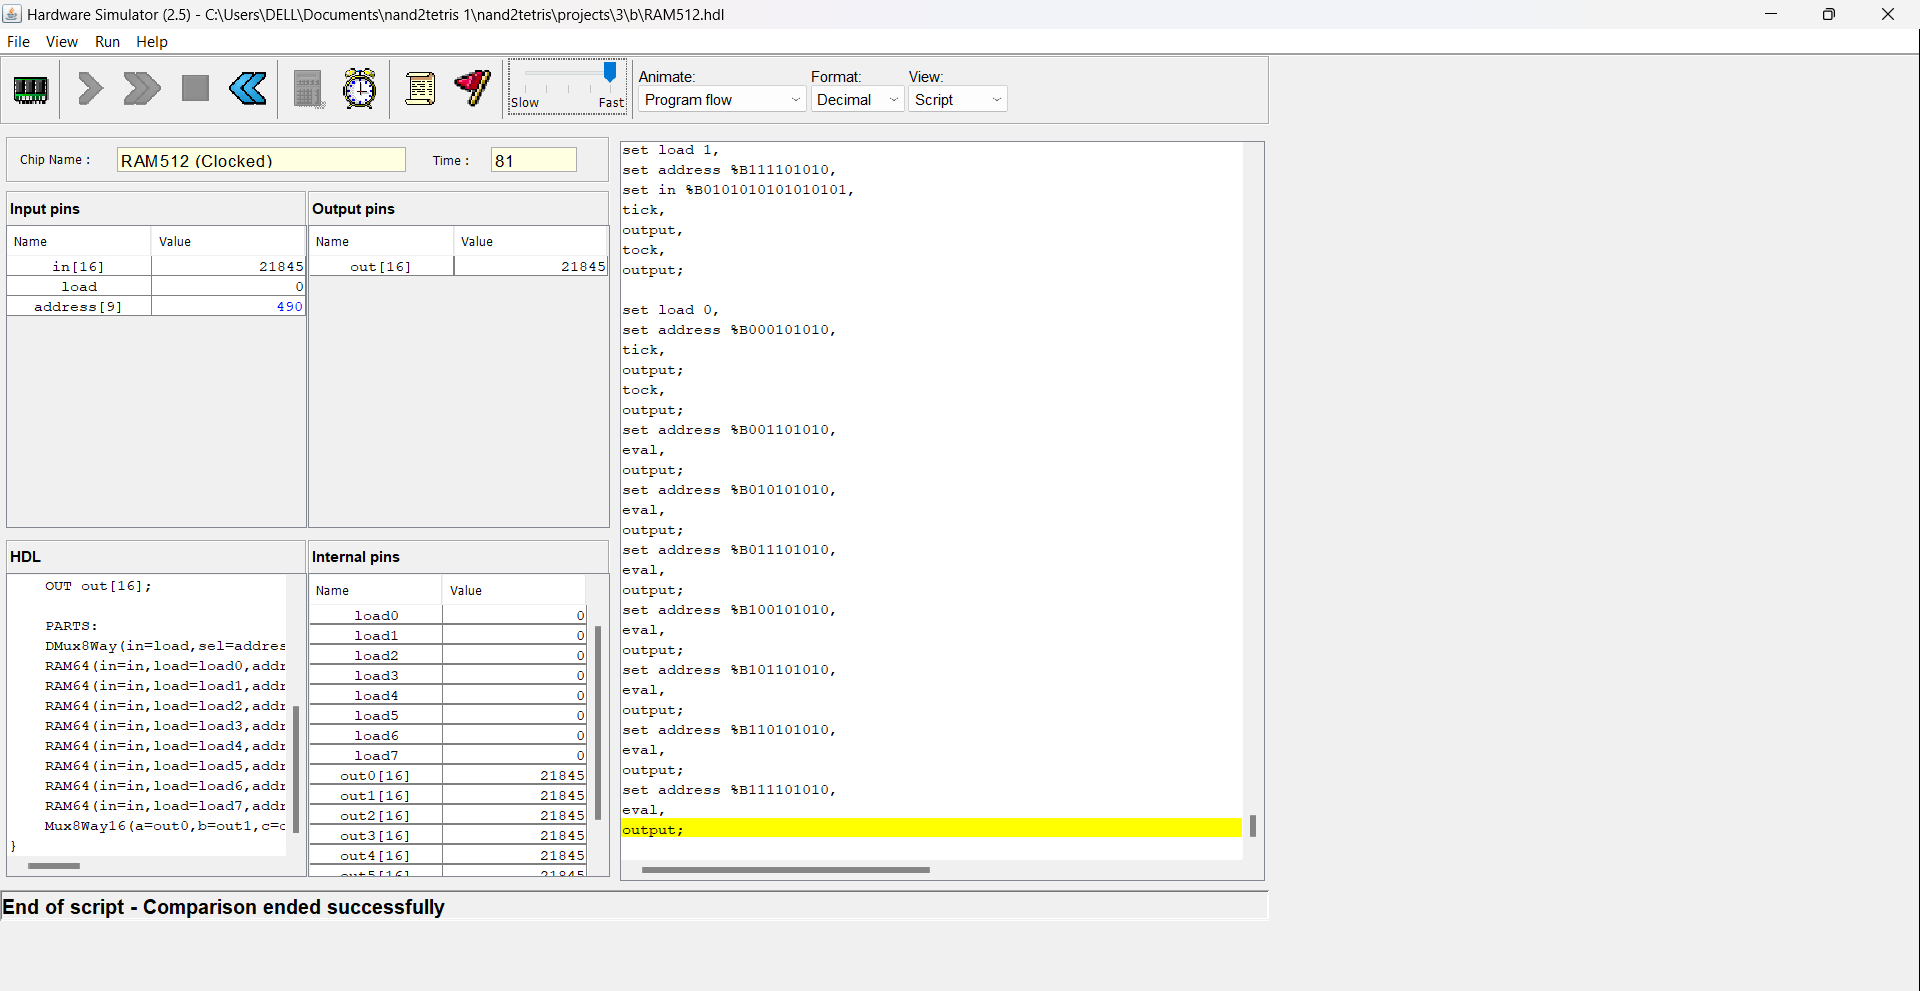 Hardware Simulator (2.5) - C:\Users\DELL\Documents\nand2tetris 1\nand2tetris\projects\3\b\RAM512.hdl
File View Run Help
Slow Fast
Animate: Format: View:
Program flow Decimal Script
Chip Name : RAM512 (Clocked) Time : 81
Input pins
Name Value
in[16] 21845
load 0
address[9] 490
Output pins
Name Value
out[16] 21845
HDL
OUT out[16];
PARTS:
DMux8Way(in=load,sel=addres
RAM64(in=in,load=load0,addr
RAM64(in=in,load=load1,addr
RAM64(in=in,load=load2,addr
RAM64(in=in,load=load3,addr
RAM64(in=in,load=load4,addr
RAM64(in=in,load=load5,addr
RAM64(in=in,load=load6,addr
RAM64(in=in,load=load7,addr
Mux8Way16(a=out0,b=out1,c=o
}
Internal pins
Name Value
load0 0
load1 0
load2 0
load3 0
load4 0
load5 0
load6 0
load7 0
out0[16] 21845
out1[16] 21845
out2[16] 21845
out3[16] 21845
out4[16] 21845
out5[16] 21845
set load 1,
set address %B111101010,
set in %B0101010101010101,
tick,
output,
tock,
output;
set load 0,
set address %B000101010,
tick,
output;
tock,
output;
set address %B001101010,
eval,
output;
set address %B010101010,
eval,
output;
set address %B011101010,
eval,
output;
set address %B100101010,
eval,
output;
set address %B101101010,
eval,
output;
set address %B110101010,
eval,
output;
set address %B111101010,
eval,
output;
End of script - Comparison ended successfully